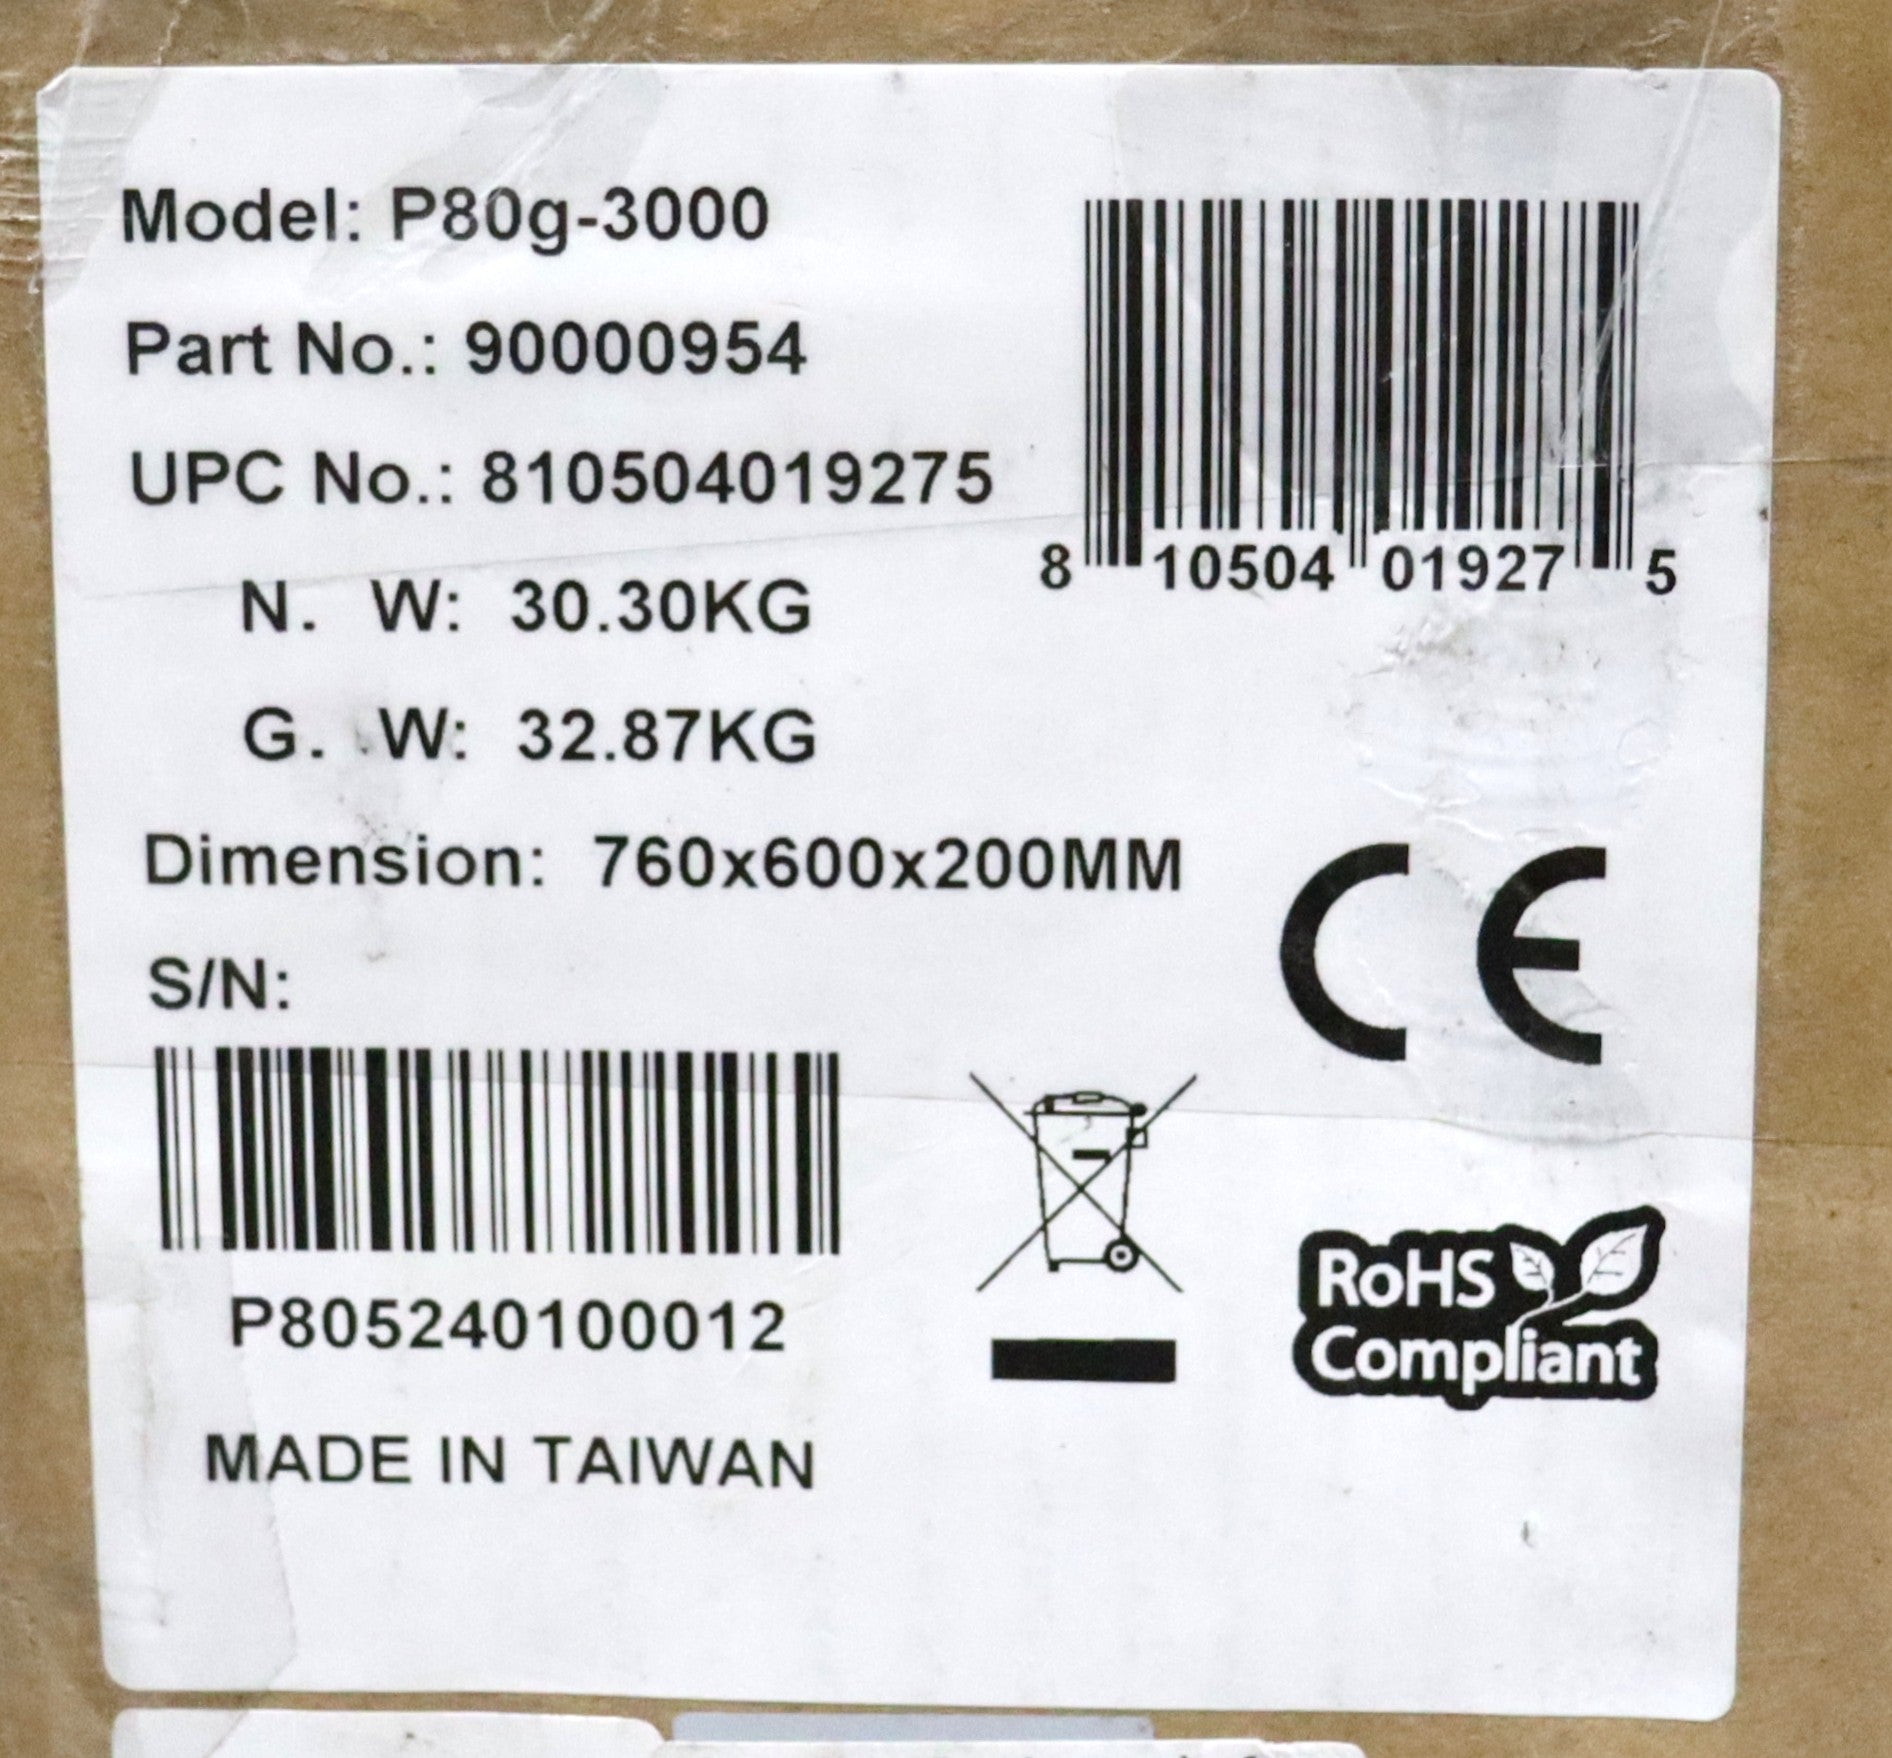 Model: P80g-3000
Part No.: 90000954
UPC No.: 810504019275
8 10504 01927 5
N. W: 30.30KG
G. W: 32.87KG
Dimension: 760x600x200MM
CE
S/N:
P805240100012
RoHS
Compliant
MADE IN TAIWAN